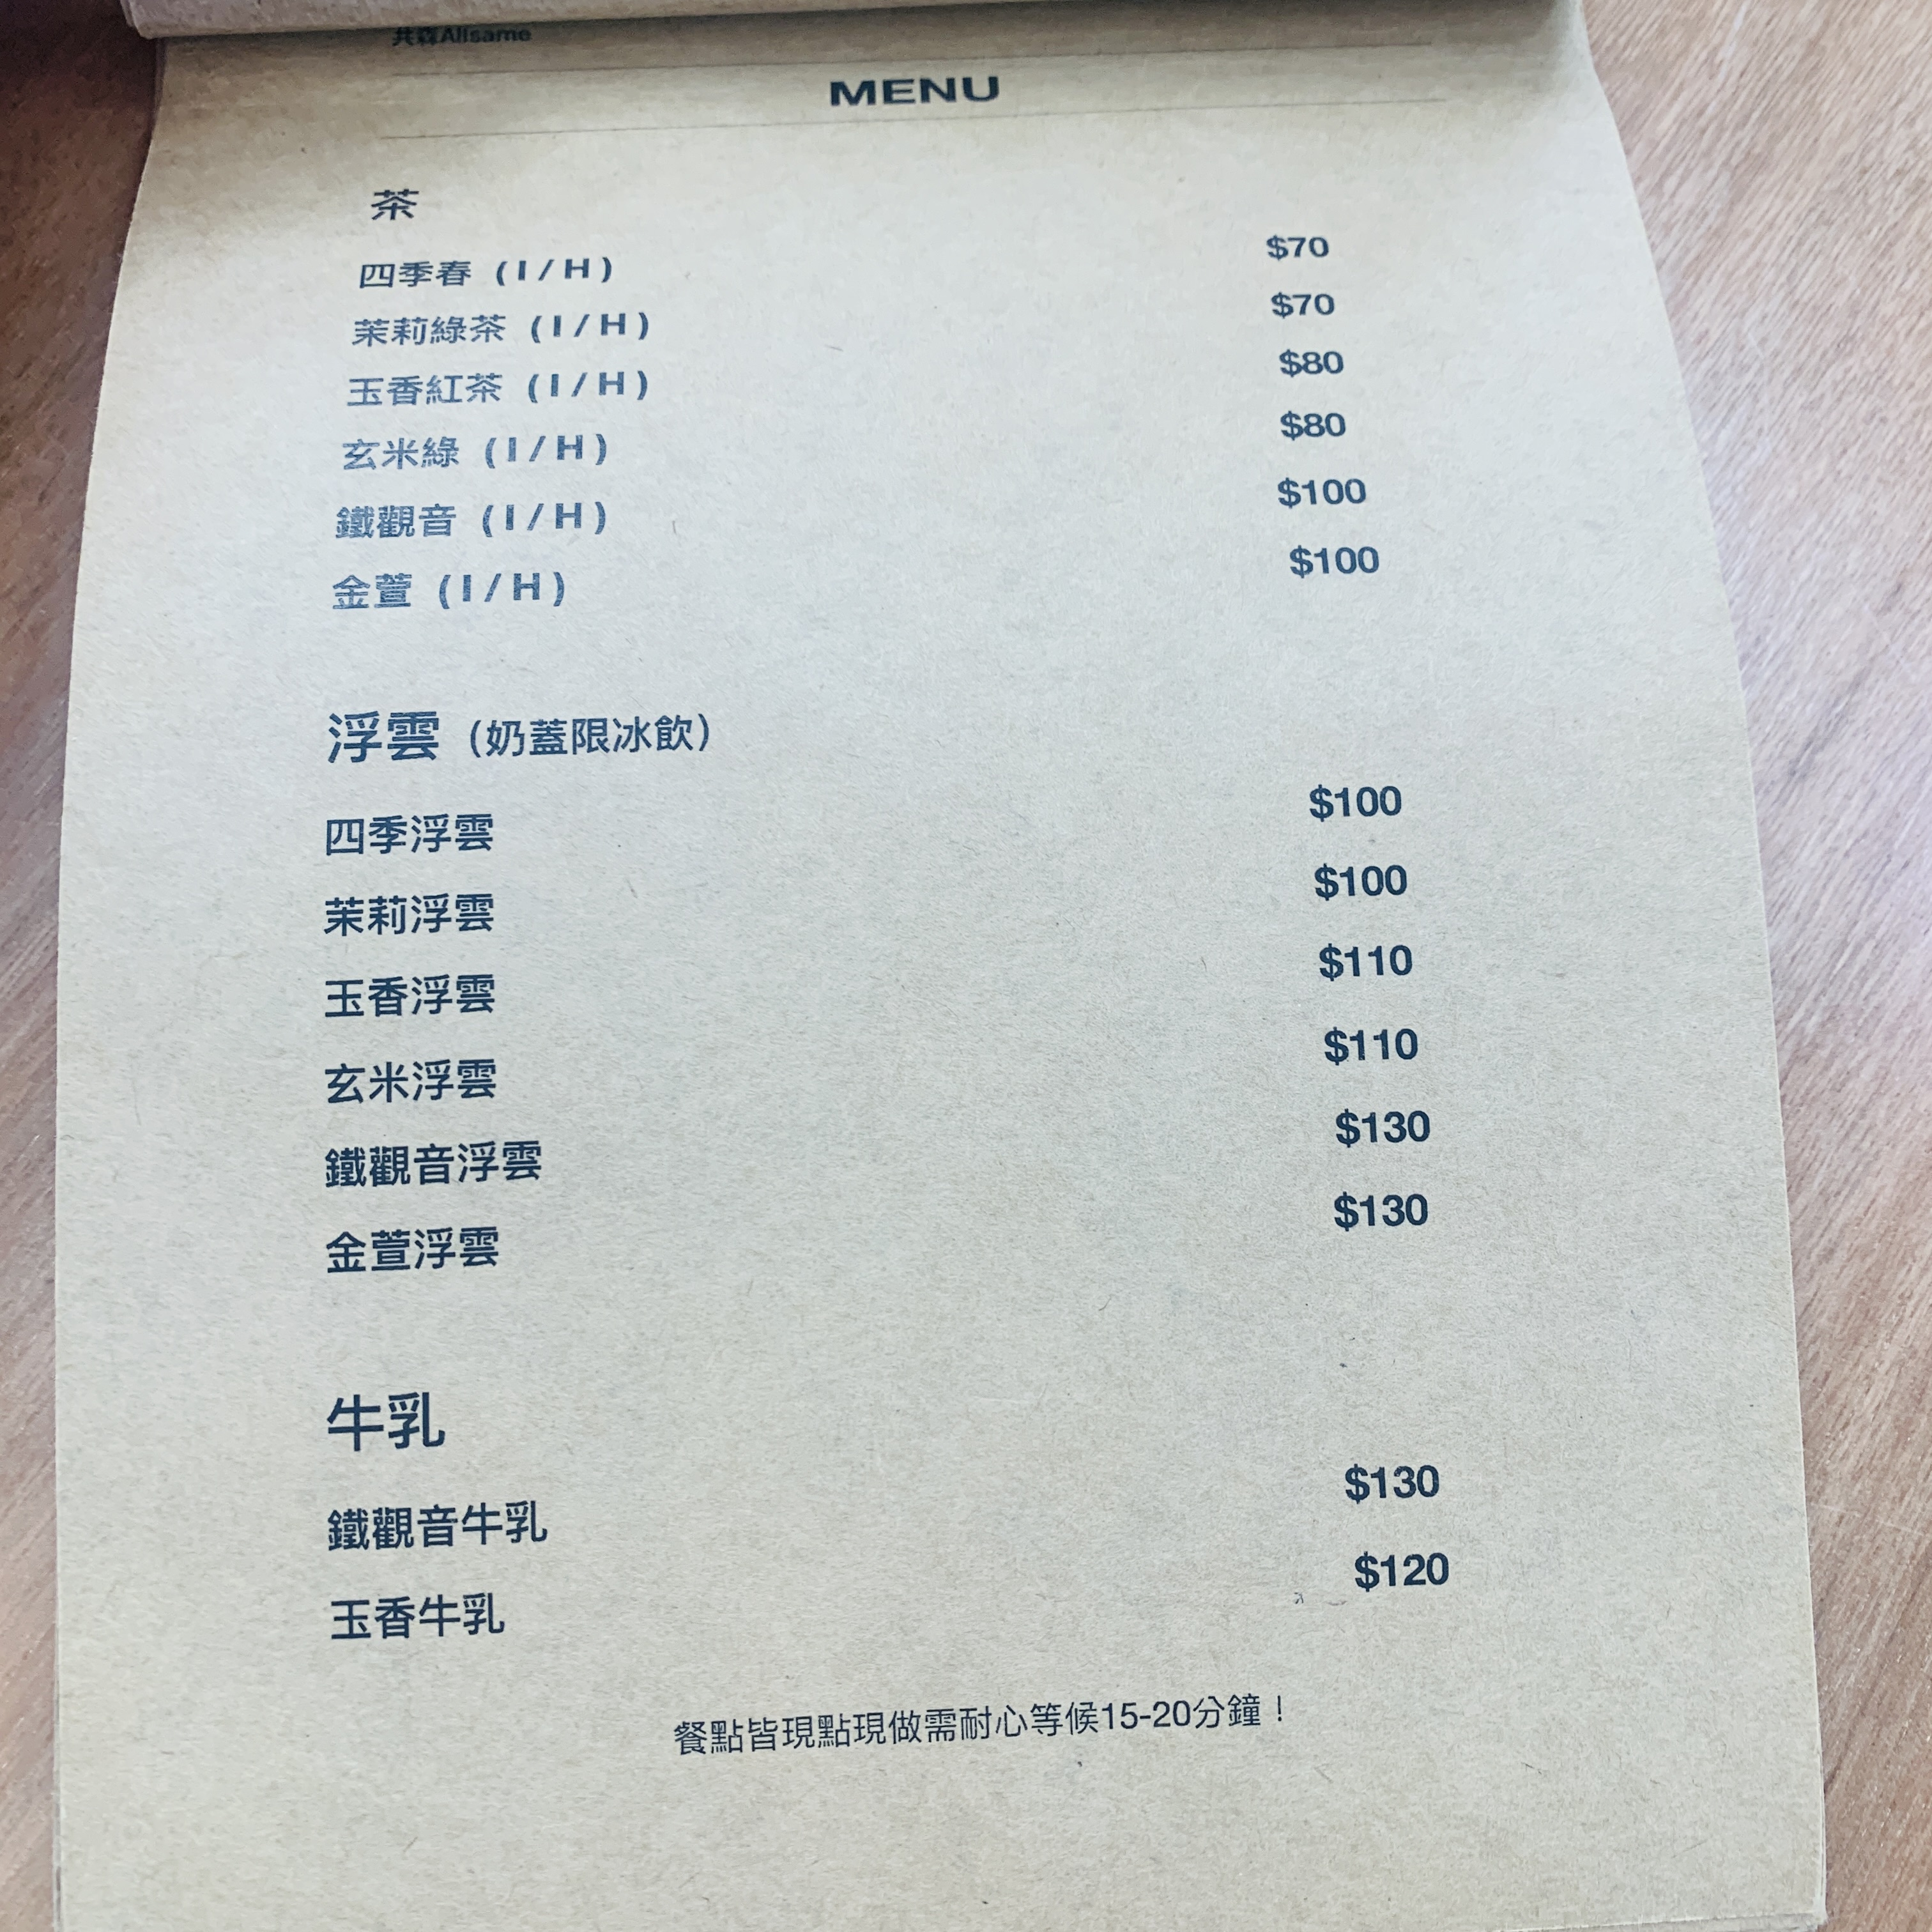 共森Allsame
MENU
茶
四季春 (I/H) $70
茉莉綠茶 (I/H) $70
玉香紅茶 (I/H) $80
玄米綠 (I/H) $80
鐵觀音 (I/H) $100
金萱 (I/H) $100
浮雲（奶蓋限冰飲）
四季浮雲 $100
茉莉浮雲 $100
玉香浮雲 $110
玄米浮雲 $110
鐵觀音浮雲 $130
金萱浮雲 $130
牛乳
鐵觀音牛乳 $130
玉香牛乳 $120
餐點皆現點現做需耐心等候15-20分鐘！